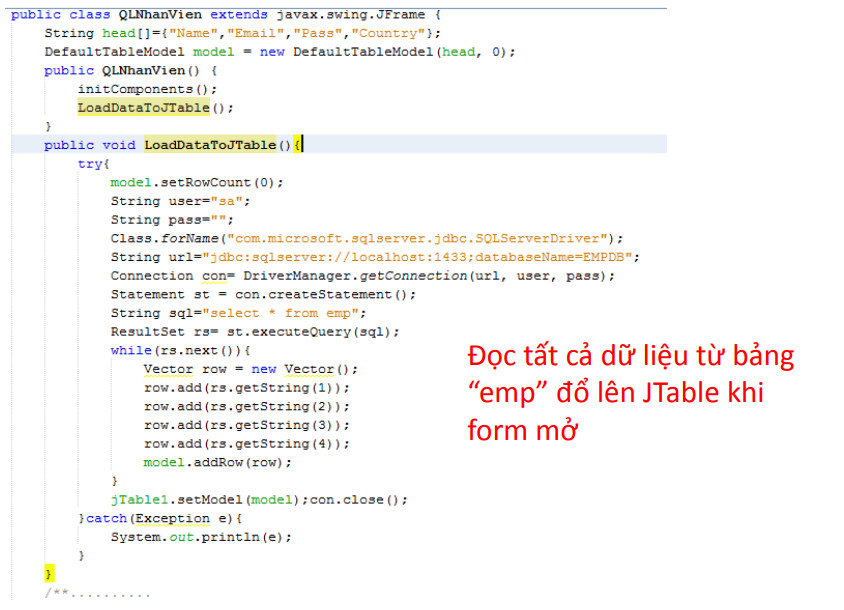 public class QLNhanVien extends javax.swing.JFrame {
String head[]={"Name","Email","Pass","Country"};
DefaultTableModel model = new DefaultTableModel(head, 0);
public QLNhanVien() {
initComponents();
LoadDataToJTable();
}
public void LoadDataToJTable(){
try{
model.setRowCount(0);
String user="sa";
String pass="";
Class.forName("com.microsoft.sqlserver.jdbc.SQLServerDriver");
String url="jdbc:sqlserver://localhost:1433;databaseName=EMPDB";
Connection con= DriverManager.getConnection(url, user, pass);
Statement st = con.createStatement();
String sql="select * from emp";
ResultSet rs= st.executeQuery(sql);
while(rs.next()){
Vector row = new Vector();
row.add(rs.getString(1));
row.add(rs.getString(2));
row.add(rs.getString(3));
row.add(rs.getString(4));
model.addRow(row);
}
jTable1.setModel(model);con.close();
}catch(Exception e){
System.out.println(e);
}
}
/**..........
Đọc tất cả dữ liệu từ bảng
“emp” đổ lên JTable khi
form mở